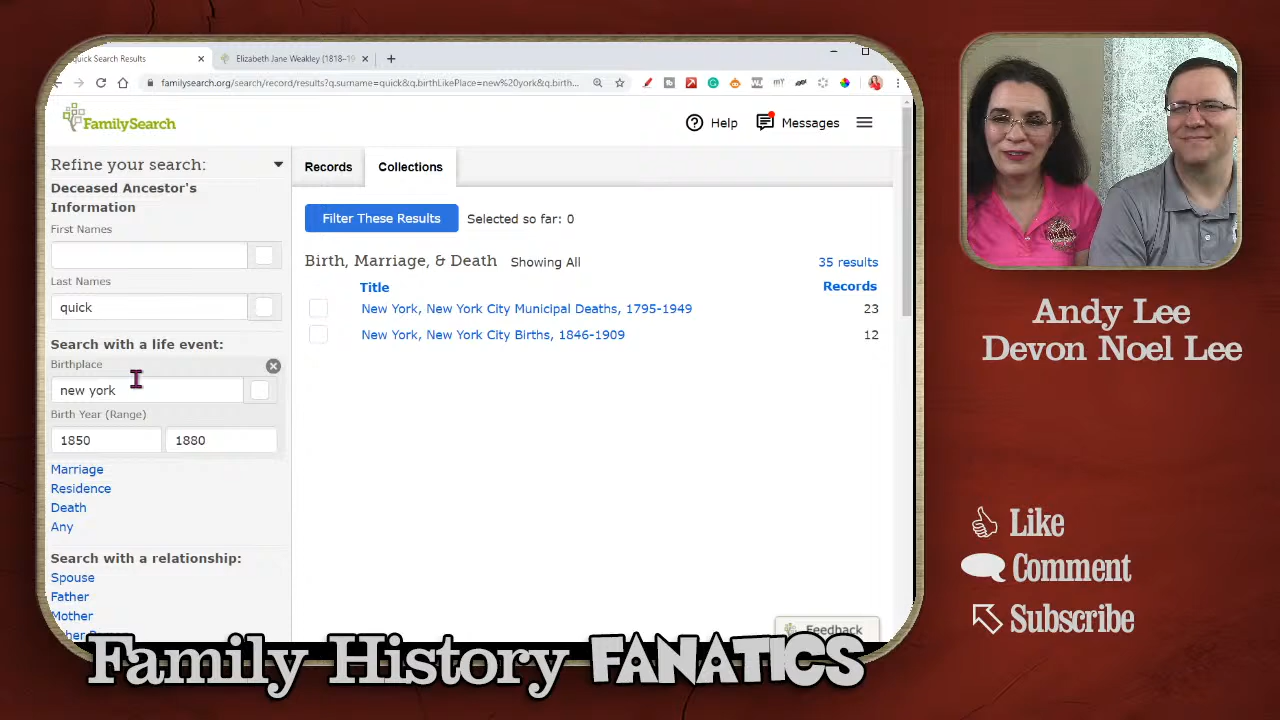 Quick Search Results
Elizabeth Jane Weakley (1818–19
familysearch.org/search/record/results?q.surname=quick&q.birthLikePlace=new%20york&q.birth...
FamilySearch
Help
Messages
Refine your search:
Records
Collections
Deceased Ancestor's
Information
Filter These Results
Selected so far: 0
First Names
Birth, Marriage, & Death
Showing All
35 results
Last Names
Title
Records
quick
New York, New York City Municipal Deaths, 1795-1949
23
New York, New York City Births, 1846-1909
12
Search with a life event:
Birthplace
new york
Birth Year (Range)
1850
1880
Marriage
Residence
Death
Any
Search with a relationship:
Spouse
Father
Mother
Feedback
Andy Lee
Devon Noel Lee
Like
Comment
Subscribe
Family History FANATICS